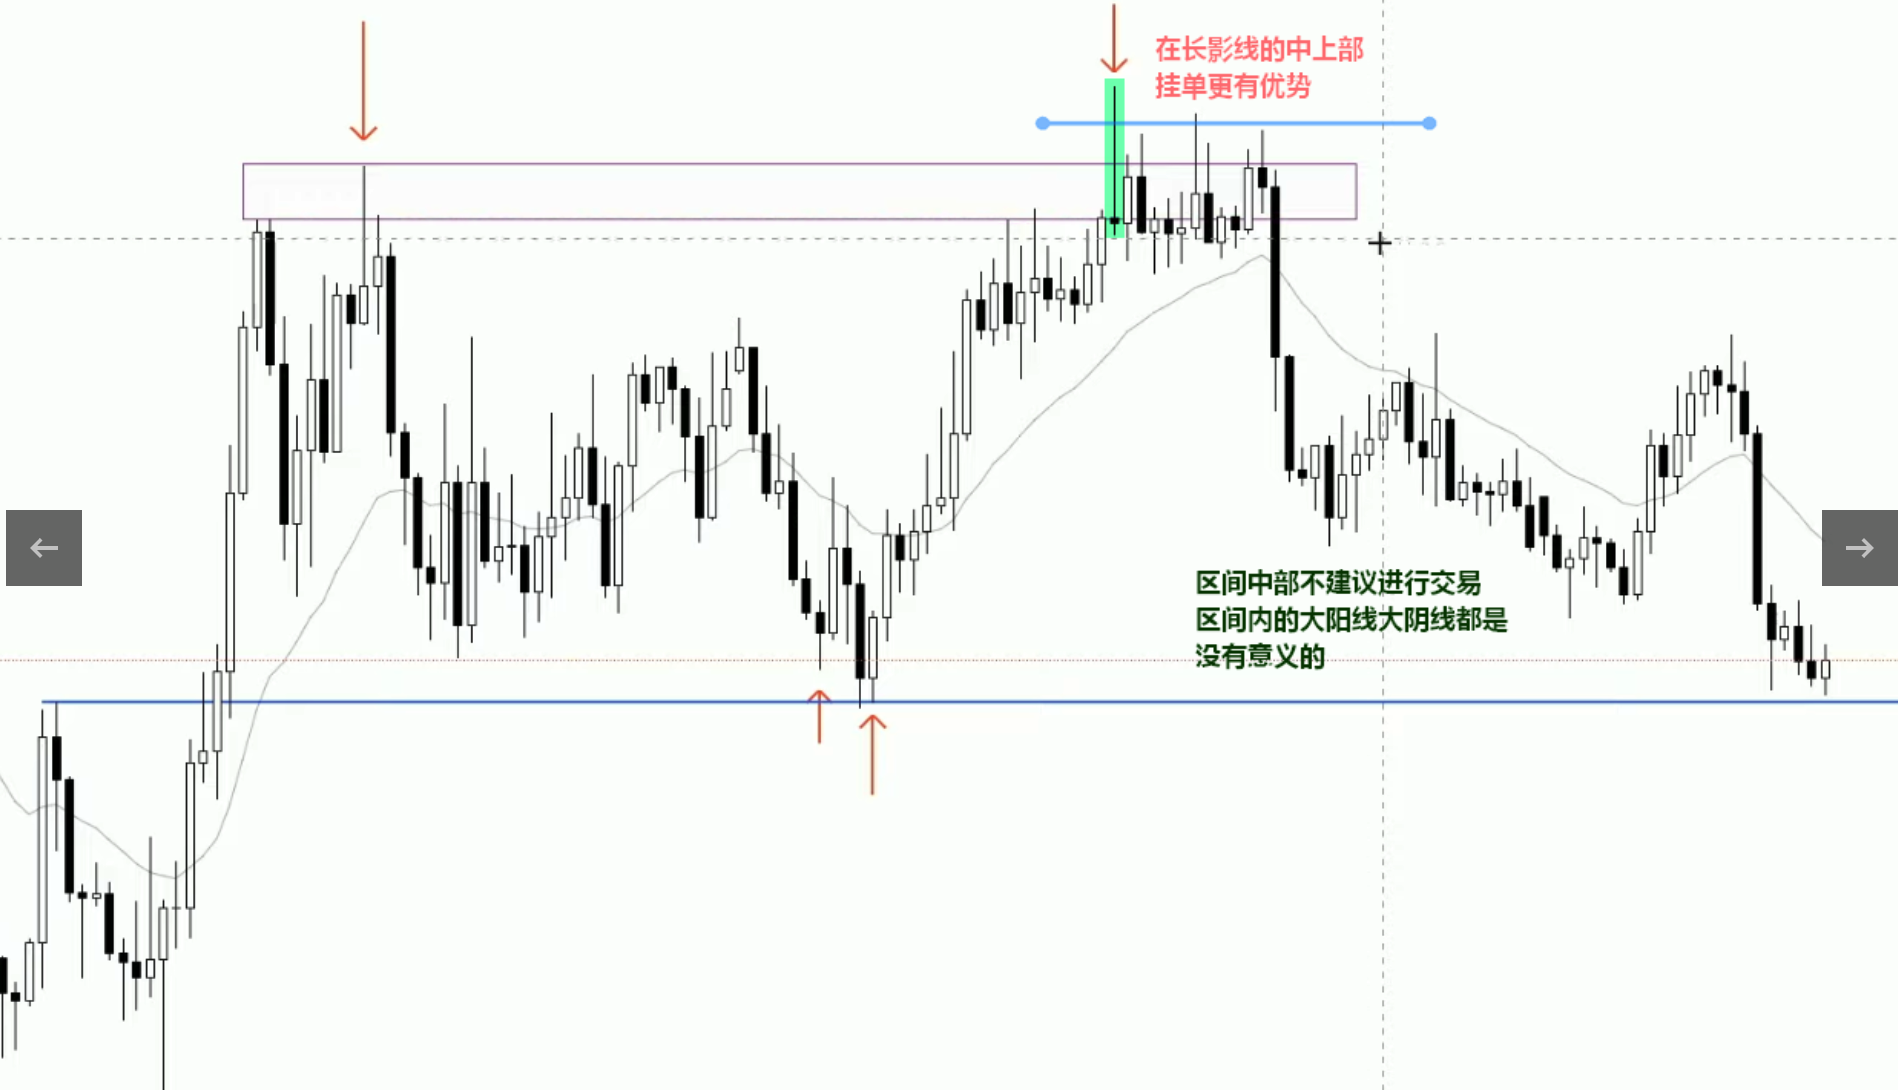 在长影线的中上部
挂单更有优势
区间中部不建议进行交易
区间内的大阳线大阴线都是
没有意义的